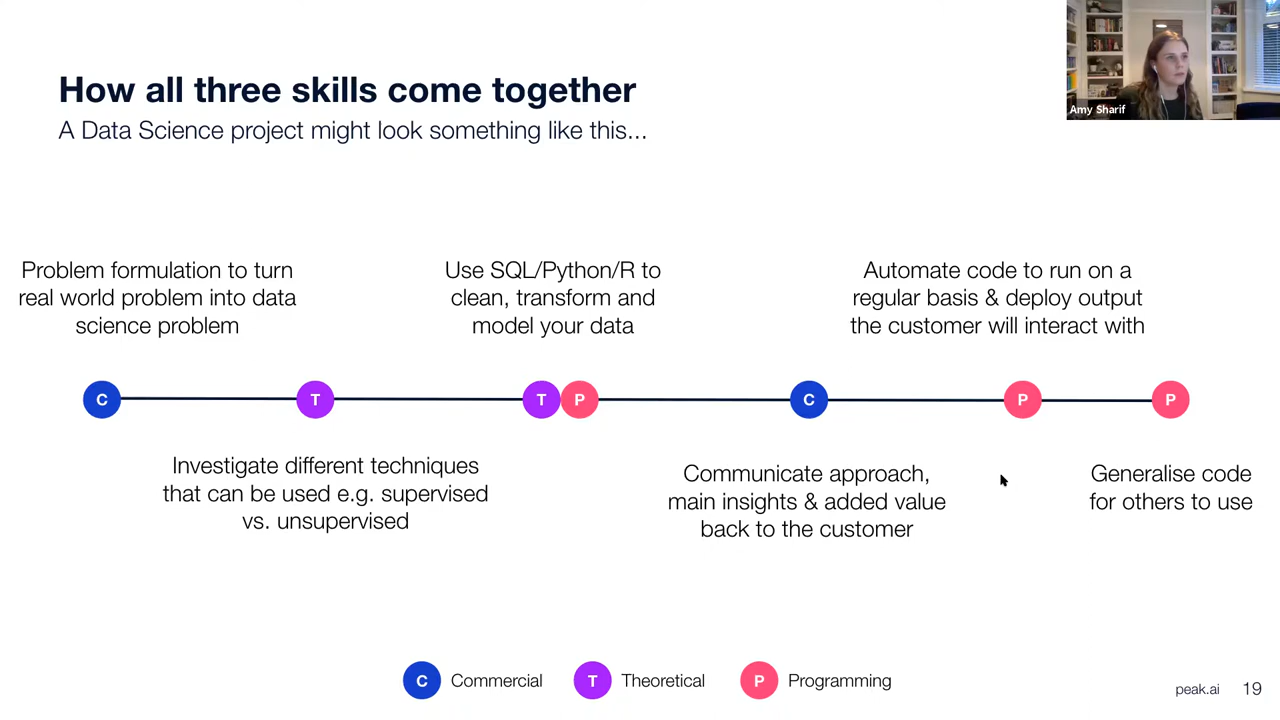 How all three skills come together
A Data Science project might look something like this...
Amy Sharif
Problem formulation to turn
real world problem into data
science problem
Use SQL/Python/R to
clean, transform and
model your data
Automate code to run on a
regular basis & deploy output
the customer will interact with
C
T
T
P
C
P
P
Investigate different techniques
that can be used e.g. supervised
vs. unsupervised
Communicate approach,
main insights & added value
back to the customer
Generalise code
for others to use
C Commercial
T Theoretical
P Programming
peak.ai 19